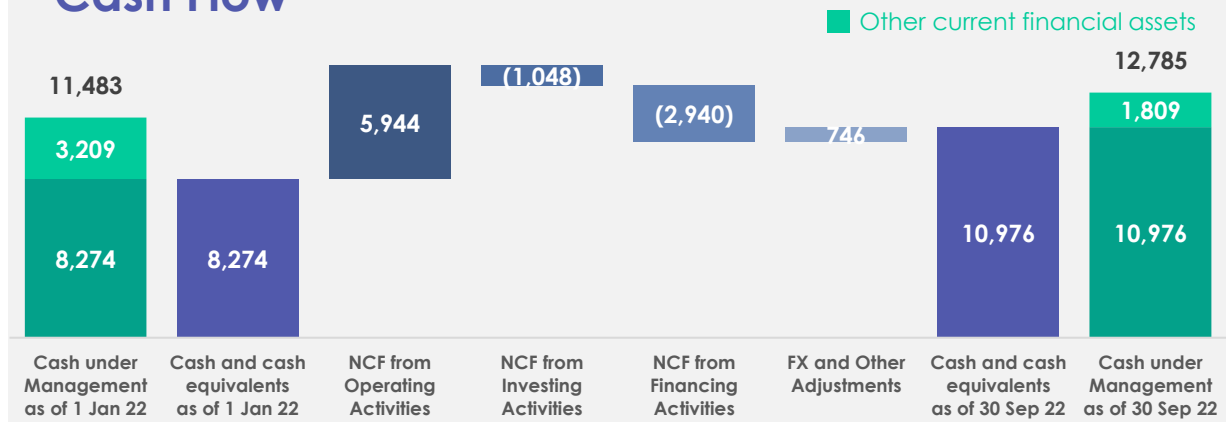 Cash Flow
Other current financial assets
11,483
3,209
8,274
8,274
5,944
(1,048)
(2,940)
746
10,976
12,785
1,809
10,976
Cash under
Management
as of 1 Jan 22
Cash and cash
equivalents
as of 1 Jan 22
NCF from
Operating
Activities
NCF from
Investing
Activities
NCF from
Financing
Activities
FX and Other
Adjustments
Cash and cash
equivalents
as of 30 Sep 22
Cash under
Management
as of 30 Sep 22